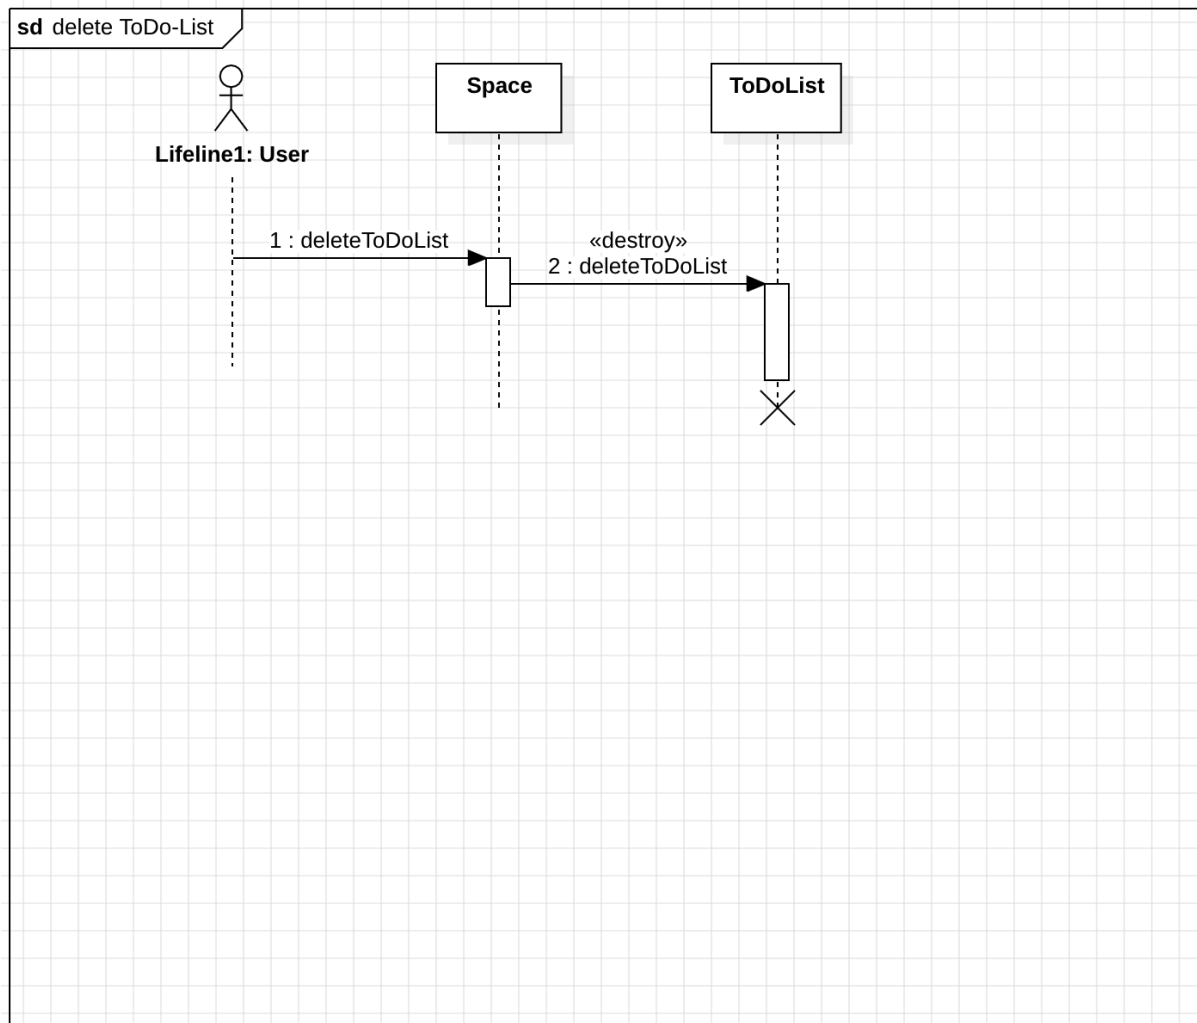 sd delete ToDo-List
Space
ToDoList
Lifeline1: User
1 : deleteToDoList
«destroy»
2 : deleteToDoList